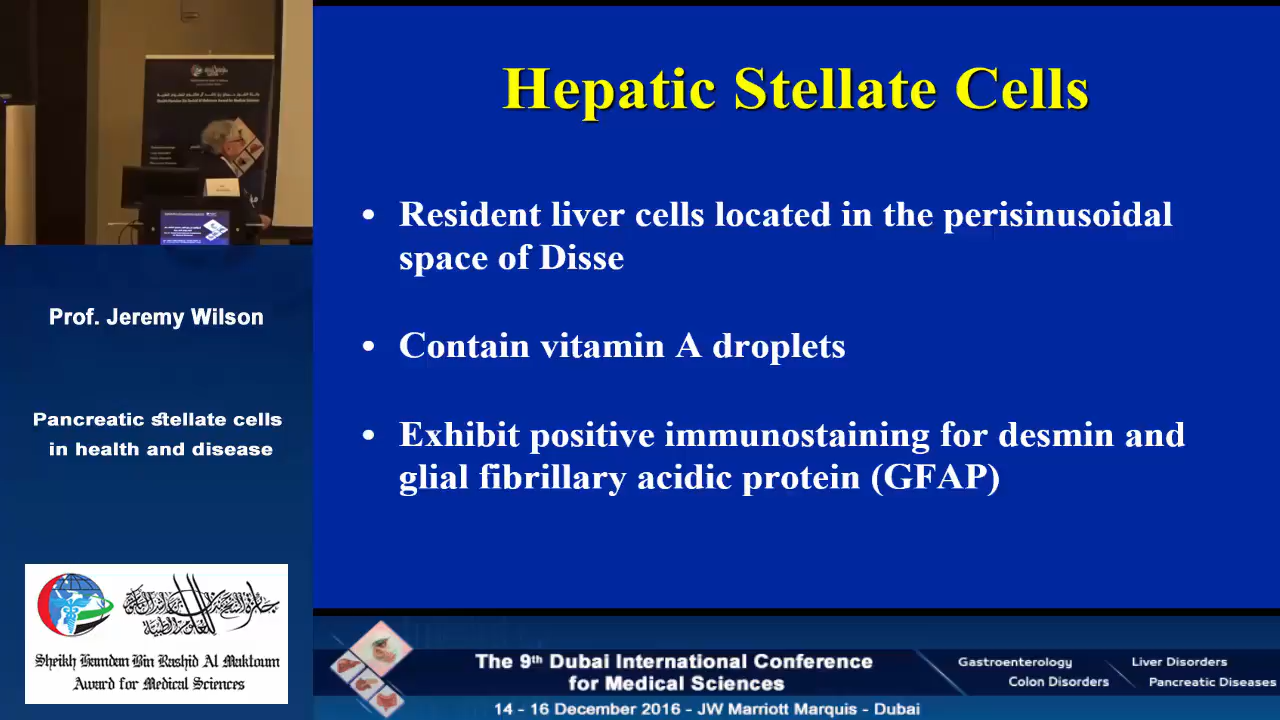 Hepatic Stellate Cells
• Resident liver cells located in the perisinusoidal
space of Disse
• Contain vitamin A droplets
• Exhibit positive immunostaining for desmin and
glial fibrillary acidic protein (GFAP)
Prof. Jeremy Wilson
Pancreatic stellate cells
in health and disease
Sheikh Hamdan Bin Rashid Al Maktoum
Award for Medical Sciences
The 9th Dubai International Conference
for Medical Sciences
14 - 16 December 2016 - JW Marriott Marquis - Dubai
Gastroenterology
Liver Disorders
Colon Disorders
Pancreatic Diseases